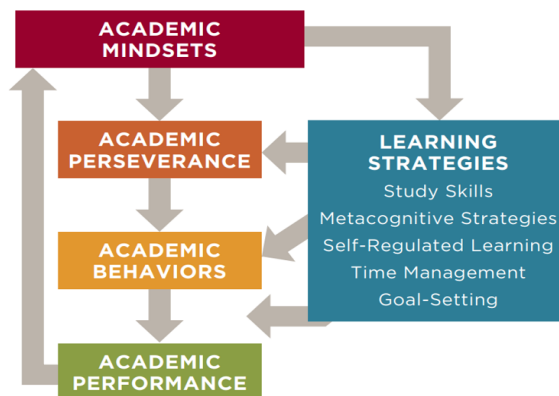 ACADEMIC
MINDSETS
ACADEMIC
PERSEVERANCE
ACADEMIC
BEHAVIORS
ACADEMIC
PERFORMANCE
LEARNING
STRATEGIES
Study Skills
Metacognitive Strategies
Self-Regulated Learning
Time Management
Goal-Setting